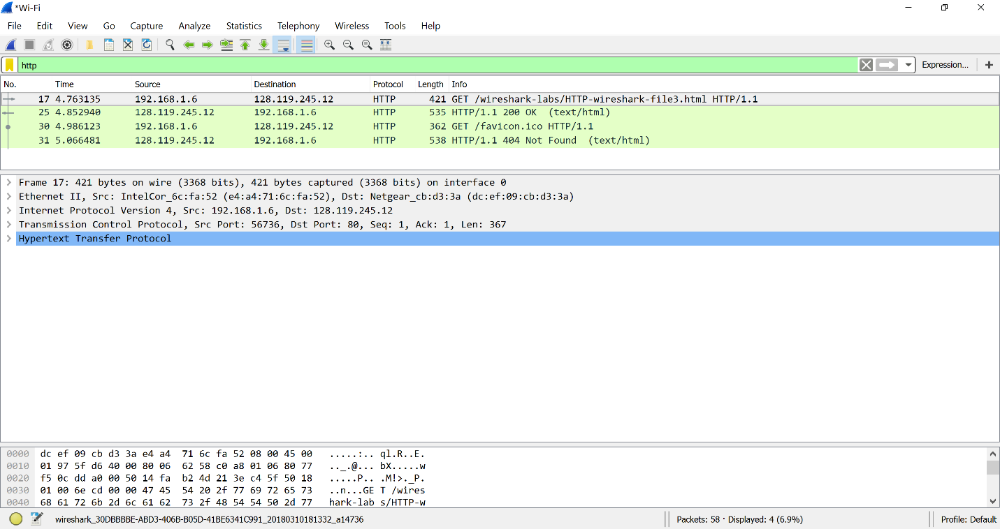 *Wi-Fi
File Edit View Go Capture Analyze Statistics Telephony Wireless Tools Help
http Expression... +
No. Time Source Destination Protocol Length Info
17 4.763135 192.168.1.6 128.119.245.12 HTTP 421 GET /wireshark-labs/HTTP-wireshark-file3.html HTTP/1.1
25 4.852940 128.119.245.12 192.168.1.6 HTTP 535 HTTP/1.1 200 OK (text/html)
30 4.986123 192.168.1.6 128.119.245.12 HTTP 362 GET /favicon.ico HTTP/1.1
31 5.066481 128.119.245.12 192.168.1.6 HTTP 538 HTTP/1.1 404 Not Found (text/html)
Frame 17: 421 bytes on wire (3368 bits), 421 bytes captured (3368 bits) on interface 0
Ethernet II, Src: IntelCor_6c:fa:52 (e4:a4:71:6c:fa:52), Dst: Netgear_cb:d3:3a (dc:ef:09:cb:d3:3a)
Internet Protocol Version 4, Src: 192.168.1.6, Dst: 128.119.245.12
Transmission Control Protocol, Src Port: 56736, Dst Port: 80, Seq: 1, Ack: 1, Len: 367
Hypertext Transfer Protocol
0000 dc ef 09 cb d3 3a e4 a4 71 6c fa 52 08 00 45 00 .....:.. ql.R..E.
0010 01 97 5f d6 40 00 80 06 62 58 c0 a8 01 06 80 77 .._.@... bX.....w
0020 f5 0c dd a0 00 50 14 fa b2 4d 21 3e c4 5f 50 18 .....P.. .M!>._P.
0030 01 00 6e cd 00 00 47 45 54 20 2f 77 69 72 65 73 ..n...GE T /wires
0040 68 61 72 6b 2d 6c 61 62 73 2f 48 54 54 50 2d 77 hark-lab s/HTTP-w
wireshark_30DBBBBE-ABD3-406B-B05D-41BE6341C991_20180310181332_a14736 Packets: 58 · Displayed: 4 (6.9%) Profile: Default